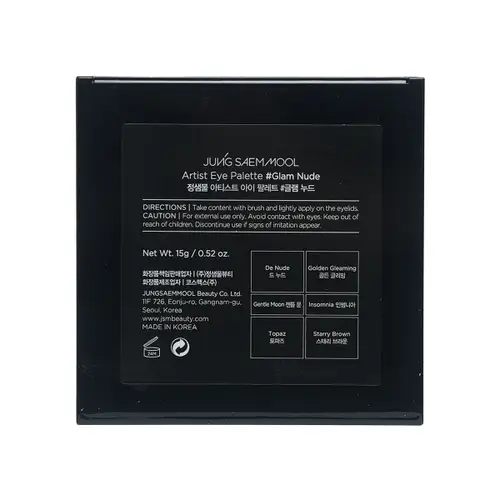 JUNG SAEMMOOL
Artist Eye Palette #Glam Nude
정샘물 아티스트 아이 팔레트 #글램 누드
DIRECTIONS | Take content with brush and lightly apply on the eyelids.
CAUTION | For external use only. Avoid contact with eyes. Keep out of
reach of children. Discontinue use if signs of irritation appear.
Net Wt. 15g / 0.52 oz.
화장품책임판매업자 | (주)정샘물뷰티
화장품제조업자 | 코스맥스(주)
JUNGSAEMMOOL Beauty Co. Ltd.
11F 726, Eonju-ro, Gangnam-gu,
Seoul, Korea
www.jsmbeauty.com
MADE IN KOREA
24M
De Nude
드 누드
Golden Gleaming
골든 글리밍
Gentle Moon 젠틀 문
Insomnia 인썸니아
Topaz
토파즈
Starry Brown
스태리 브라운